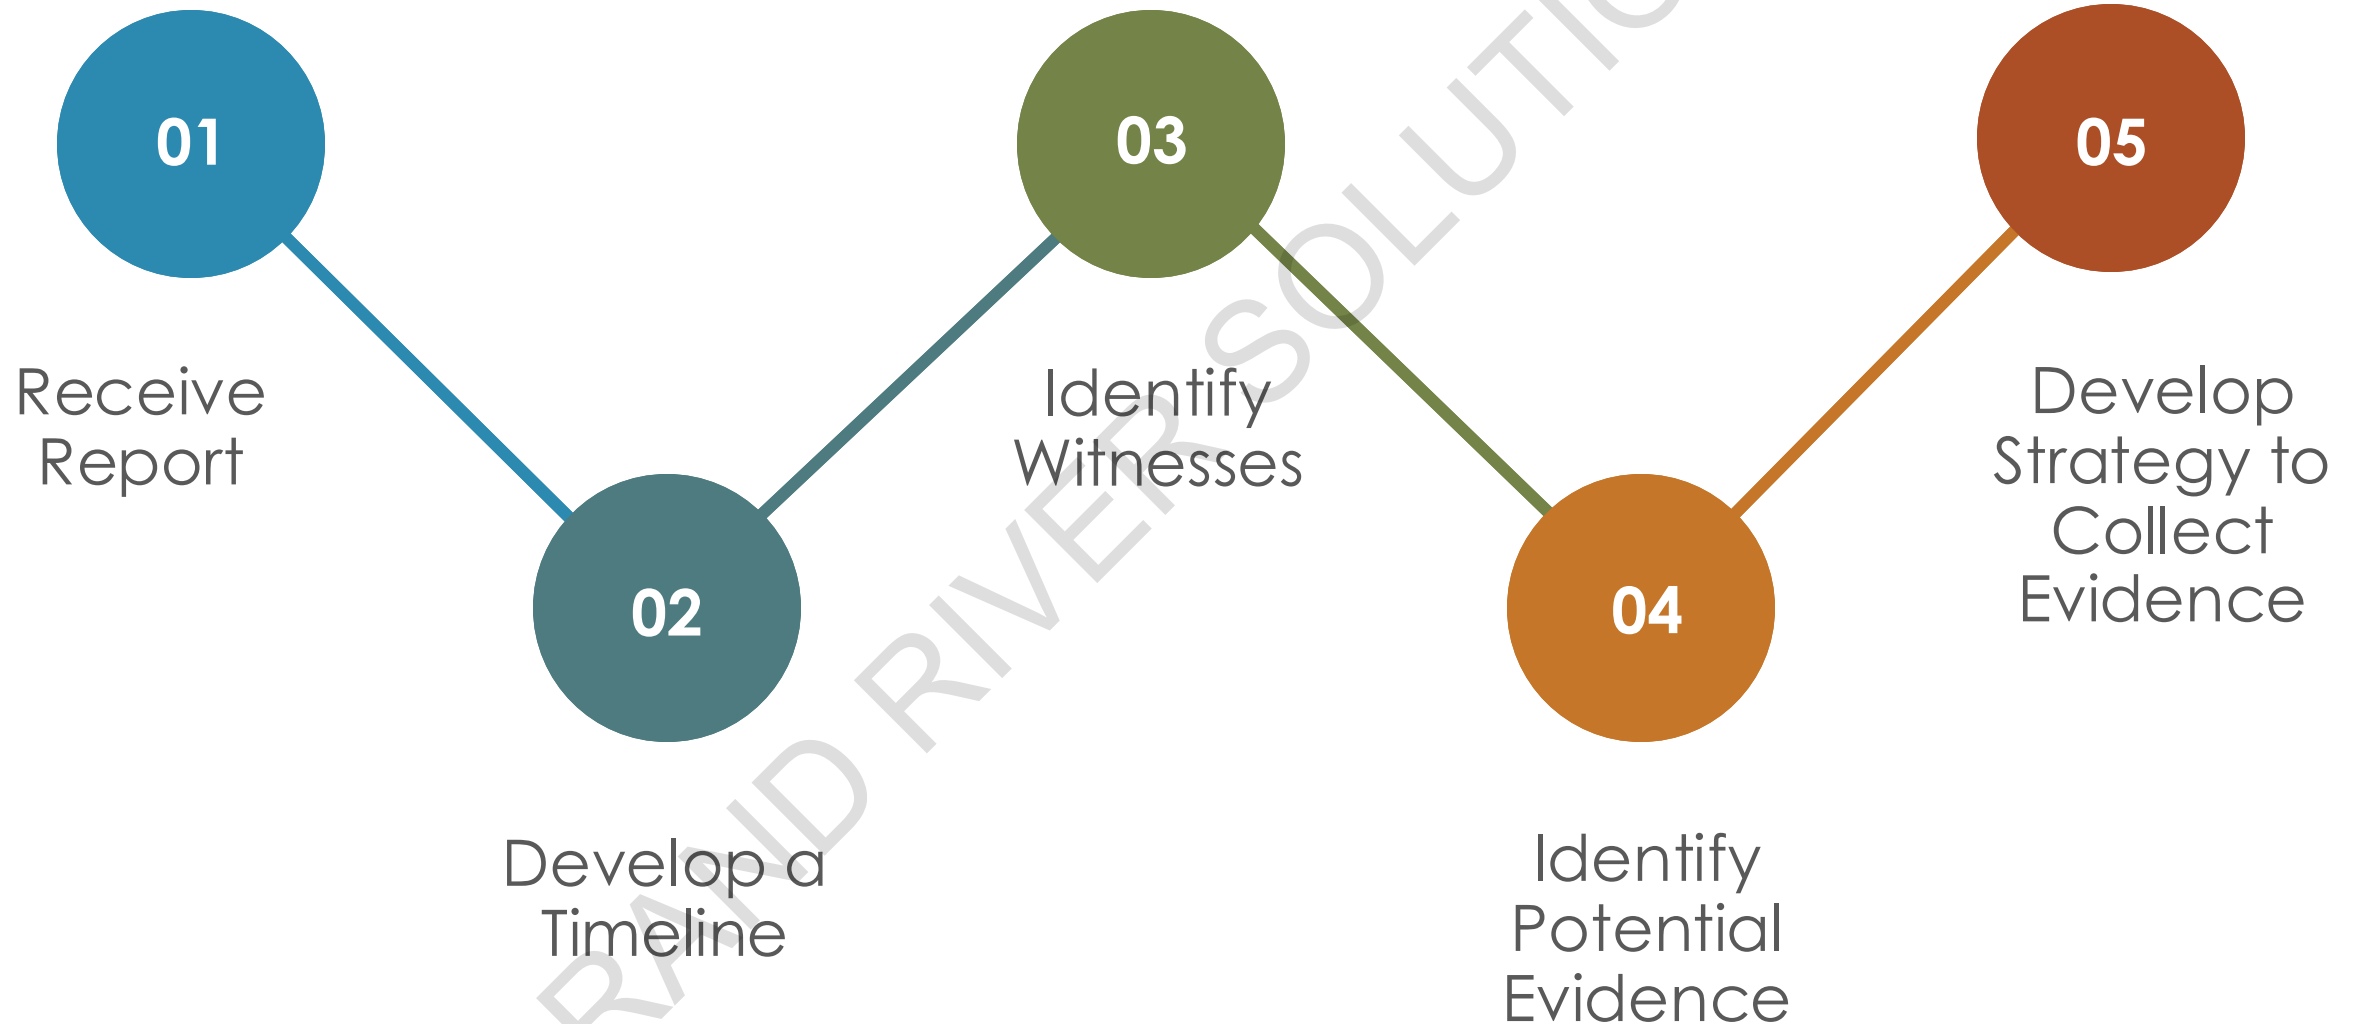 01
Receive
Report
02
Develop a
Timeline
03
Identify
Witnesses
04
Identify
Potential
Evidence
05
Develop
Strategy to
Collect
Evidence
RAND RIVER SOLUTIO